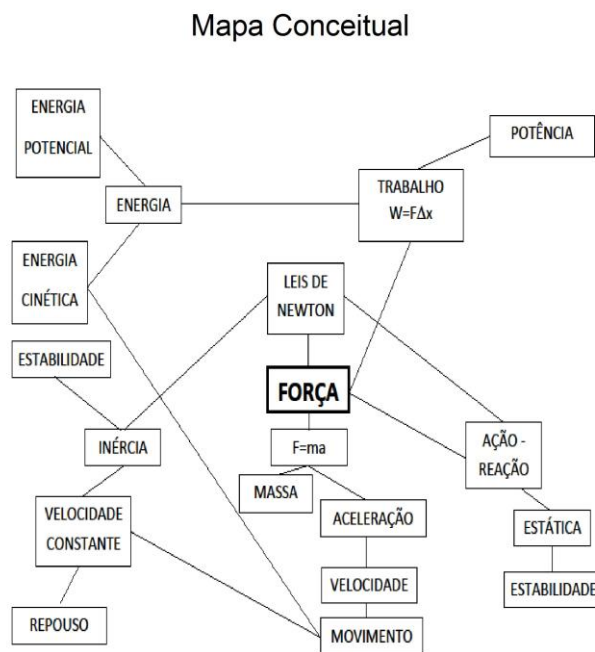 Mapa Conceitual
ENERGIA
POTENCIAL
POTÊNCIA
TRABALHO
W=FΔx
ENERGIA
ENERGIA
CINÉTICA
LEIS DE
NEWTON
ESTABILIDADE
FORÇA
INÉRCIA
F=ma
AÇÃO -
REAÇÃO
MASSA
VELOCIDADE
CONSTANTE
ACELERAÇÃO
ESTÁTICA
VELOCIDADE
ESTABILIDADE
REPOUSO
MOVIMENTO